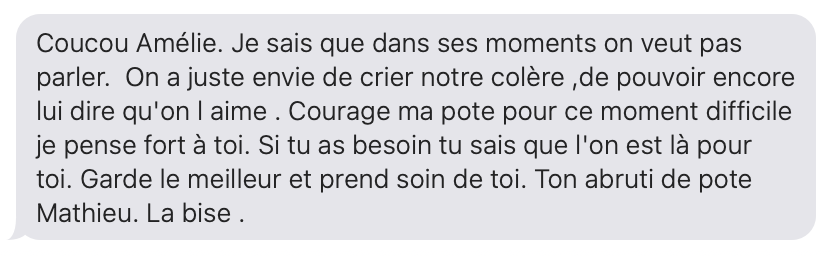 Coucou Amélie. Je sais que dans ses moments on veut pas
parler.  On a juste envie de crier notre colère ,de pouvoir encore
lui dire qu'on l aime . Courage ma pote pour ce moment difficile
je pense fort à toi. Si tu as besoin tu sais que l'on est là pour
toi. Garde le meilleur et prend soin de toi. Ton abruti de pote
Mathieu. La bise .